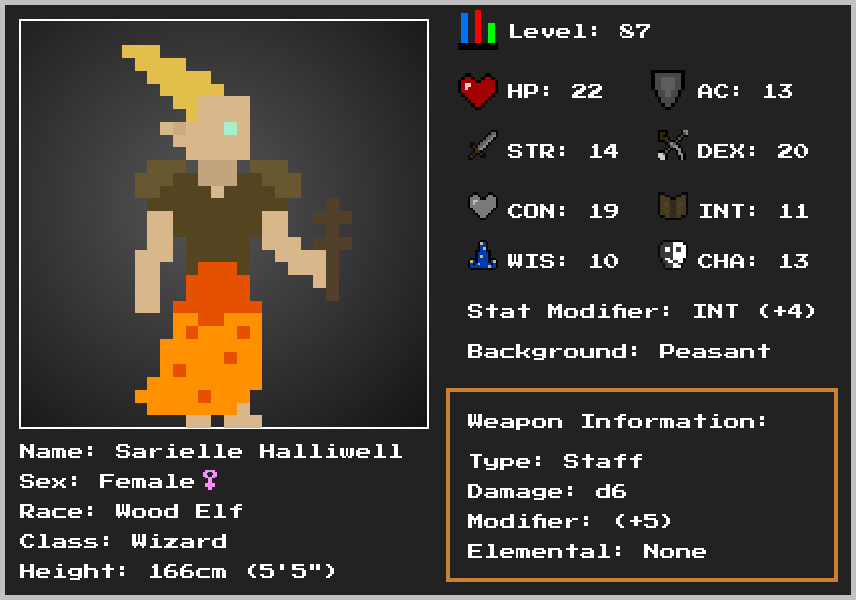 Level: 87
HP: 22 AC: 13
STR: 14 DEX: 20
CON: 19 INT: 11
WIS: 10 CHA: 13
Stat Modifier: INT (+4)
Background: Peasant
Weapon Information:
Type: Staff
Damage: d6
Modifier: (+5)
Elemental: None
Name: Sarielle Halliwell
Sex: Female♀
Race: Wood Elf
Class: Wizard
Height: 166cm (5'5")